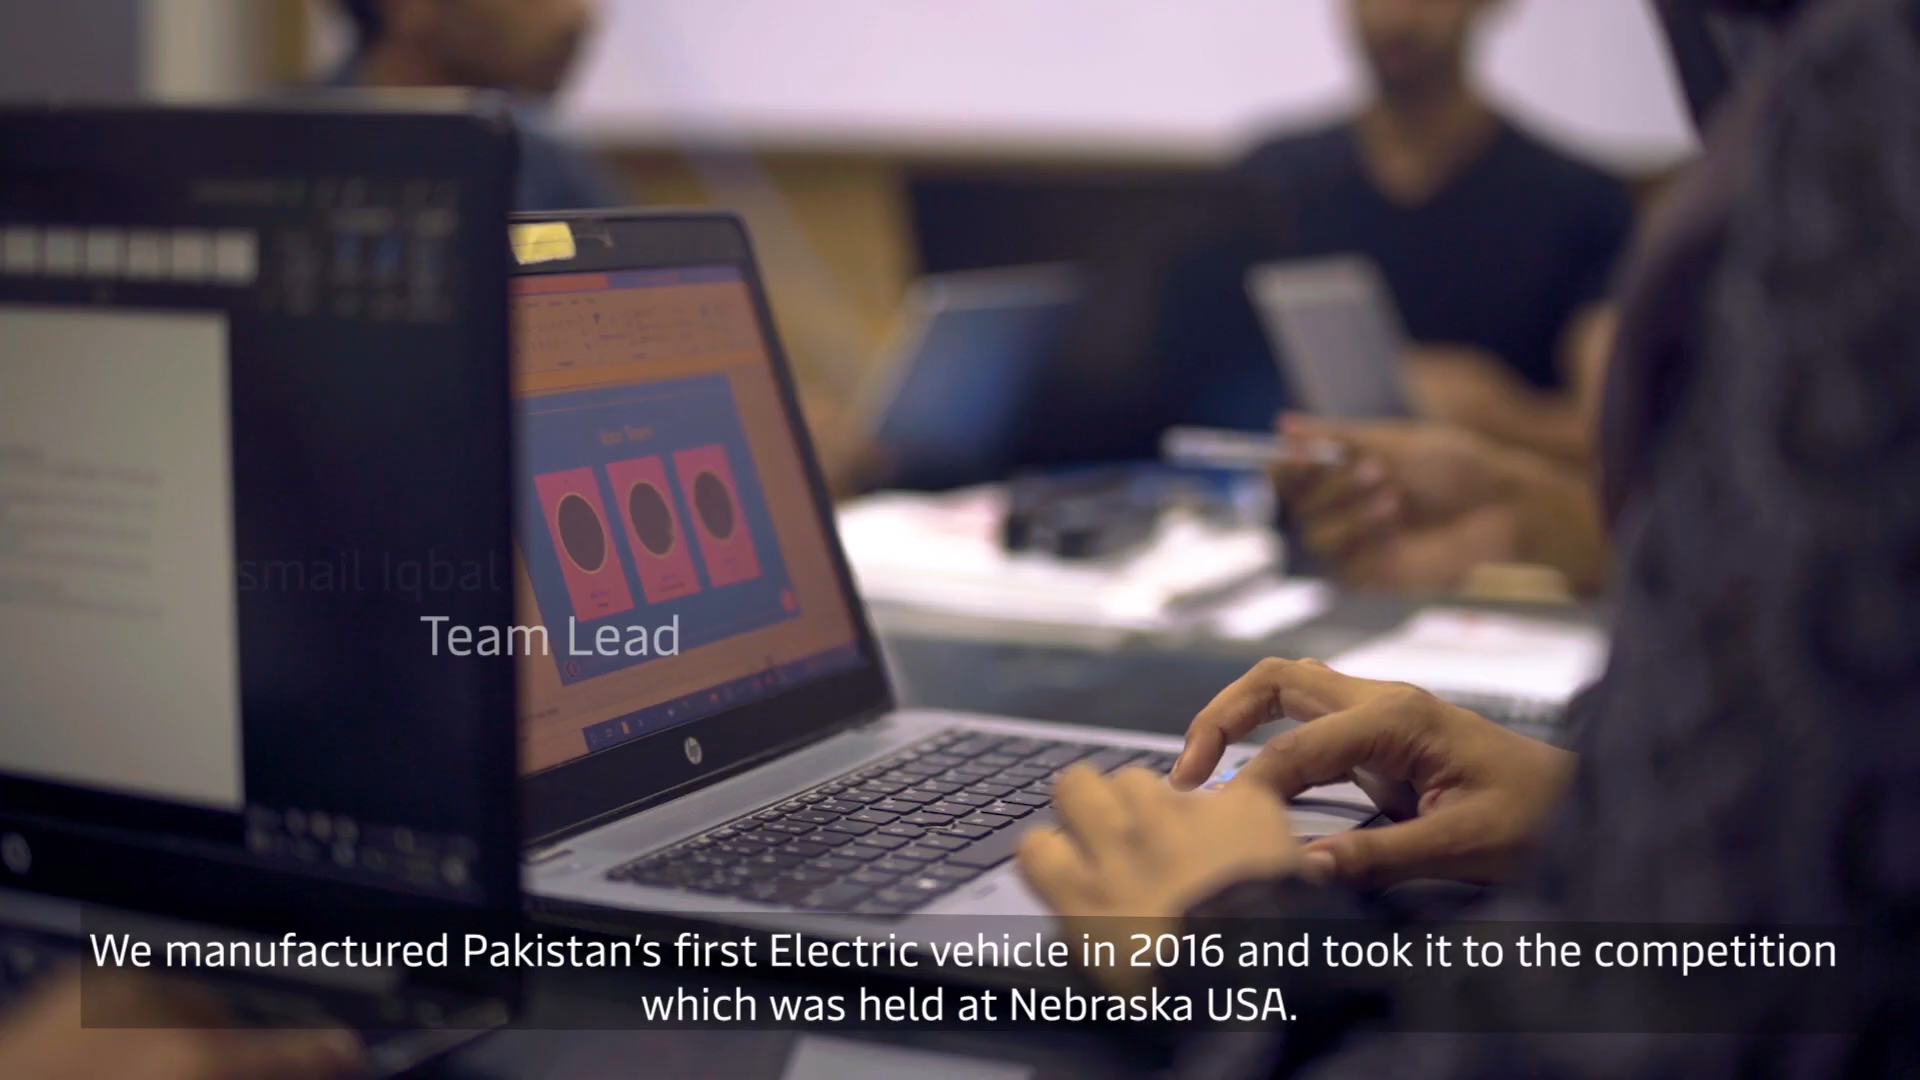 smail Iqbal
Team Lead
hp
We manufactured Pakistan's first Electric vehicle in 2016 and took it to the competition
which was held at Nebraska USA.